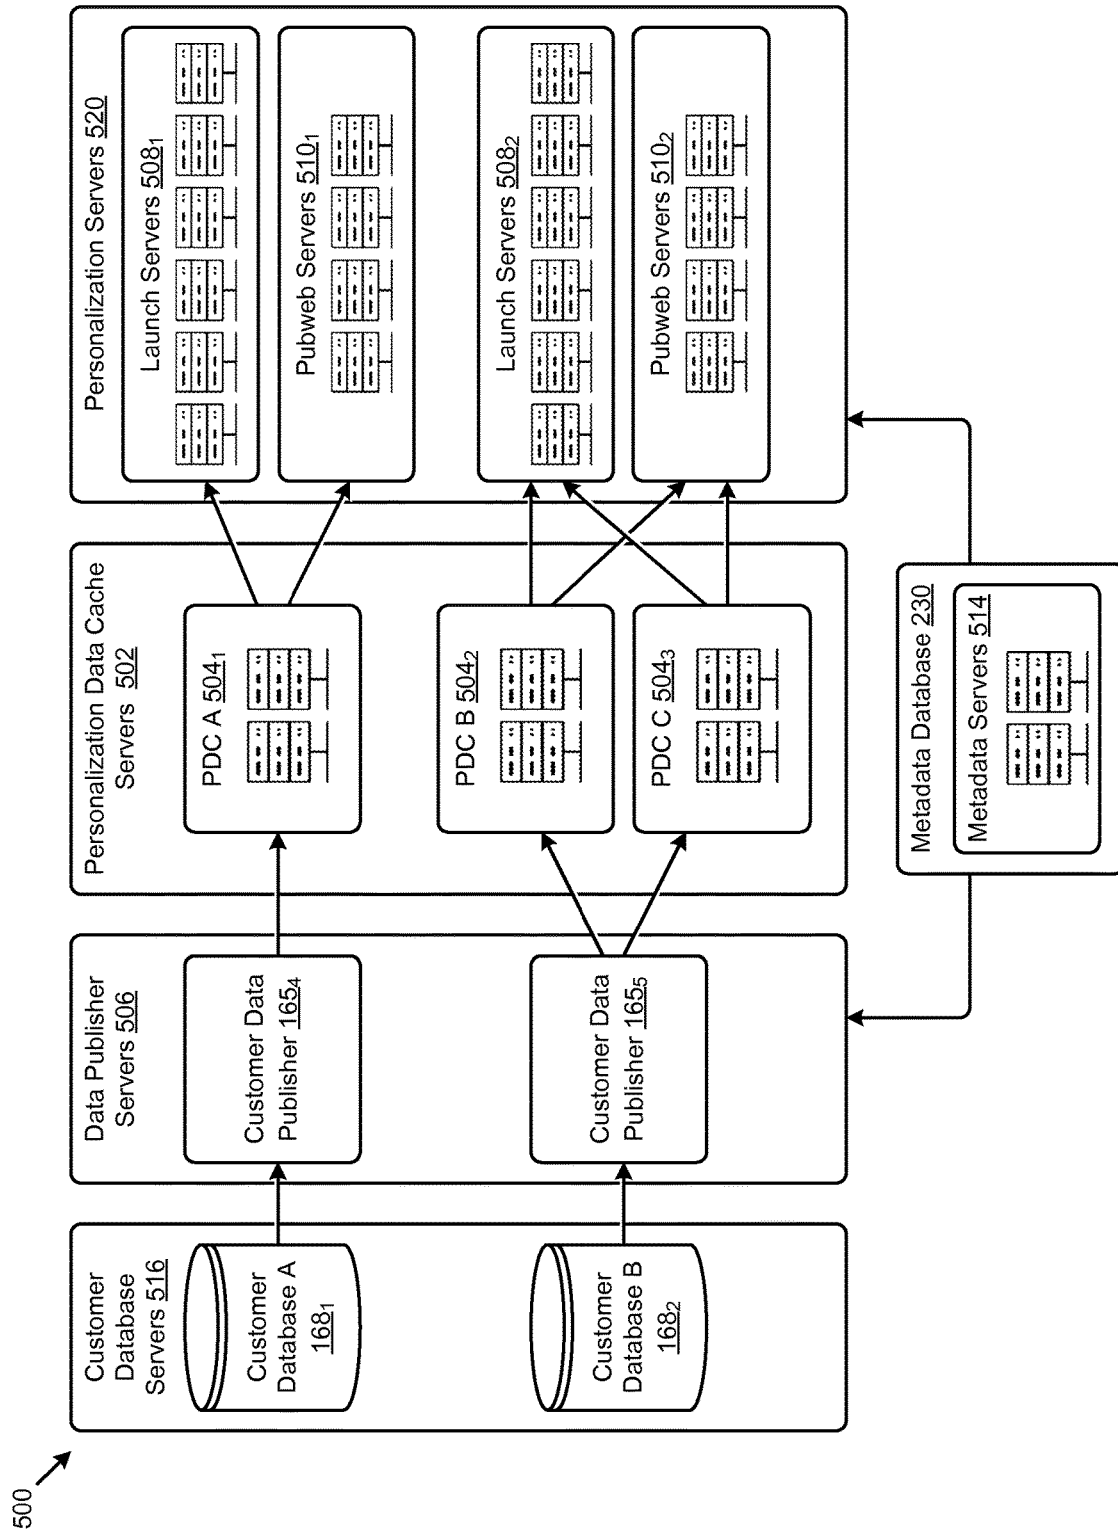 500
Customer
Database
Servers 516
Customer
Database A
168₁
Customer
Database B
168₂
Data Publisher
Servers 506
Customer Data
Publisher 165₄
Customer Data
Publisher 165₅
Personalization Data Cache
Servers 502
PDC A 504₁
PDC B 504₂
PDC C 504₃
Personalization Servers 520
Launch Servers 508₁
Pubweb Servers 510₁
Launch Servers 508₂
Pubweb Servers 510₂
Metadata Database 230
Metadata Servers 514